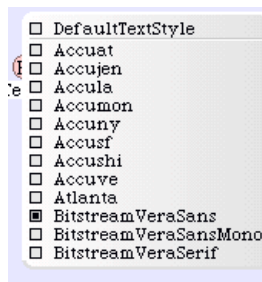 DefaultTextStyle
Accuat
Accujen
Accula
Accumon
Accuny
Accusf
Accushi
Accuve
Atlanta
BitstreamVeraSans
BitstreamVeraSansMono
BitstreamVeraSerif